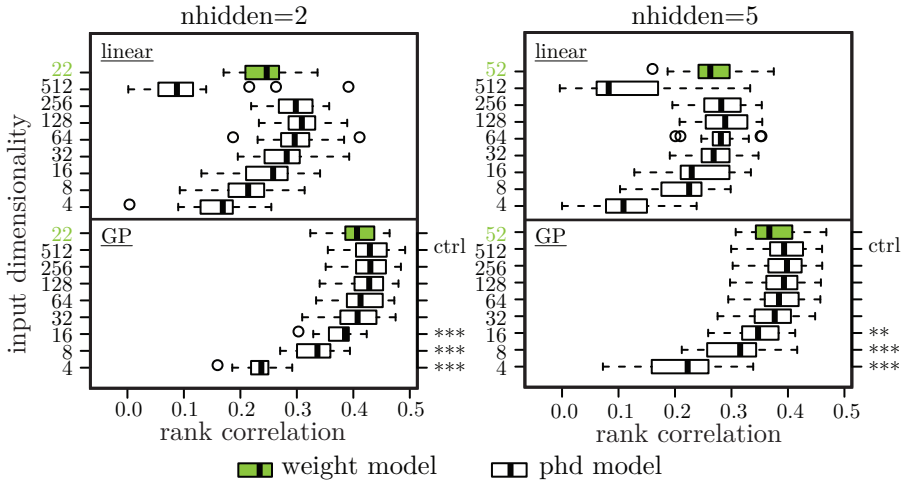 nhidden=2
nhidden=5
input dimensionality
linear
22
512
256
128
64
32
16
8
4
GP
22
512 ctrl
256
128
64
32
16 ***
8 ***
4 ***
0.0 0.1 0.2 0.3 0.4 0.5
rank correlation
linear
52
512
256
128
64
32
16
8
4
GP
52
512 ctrl
256
128
64
32
16 **
8 ***
4 ***
0.0 0.1 0.2 0.3 0.4 0.5
rank correlation
weight model phd model